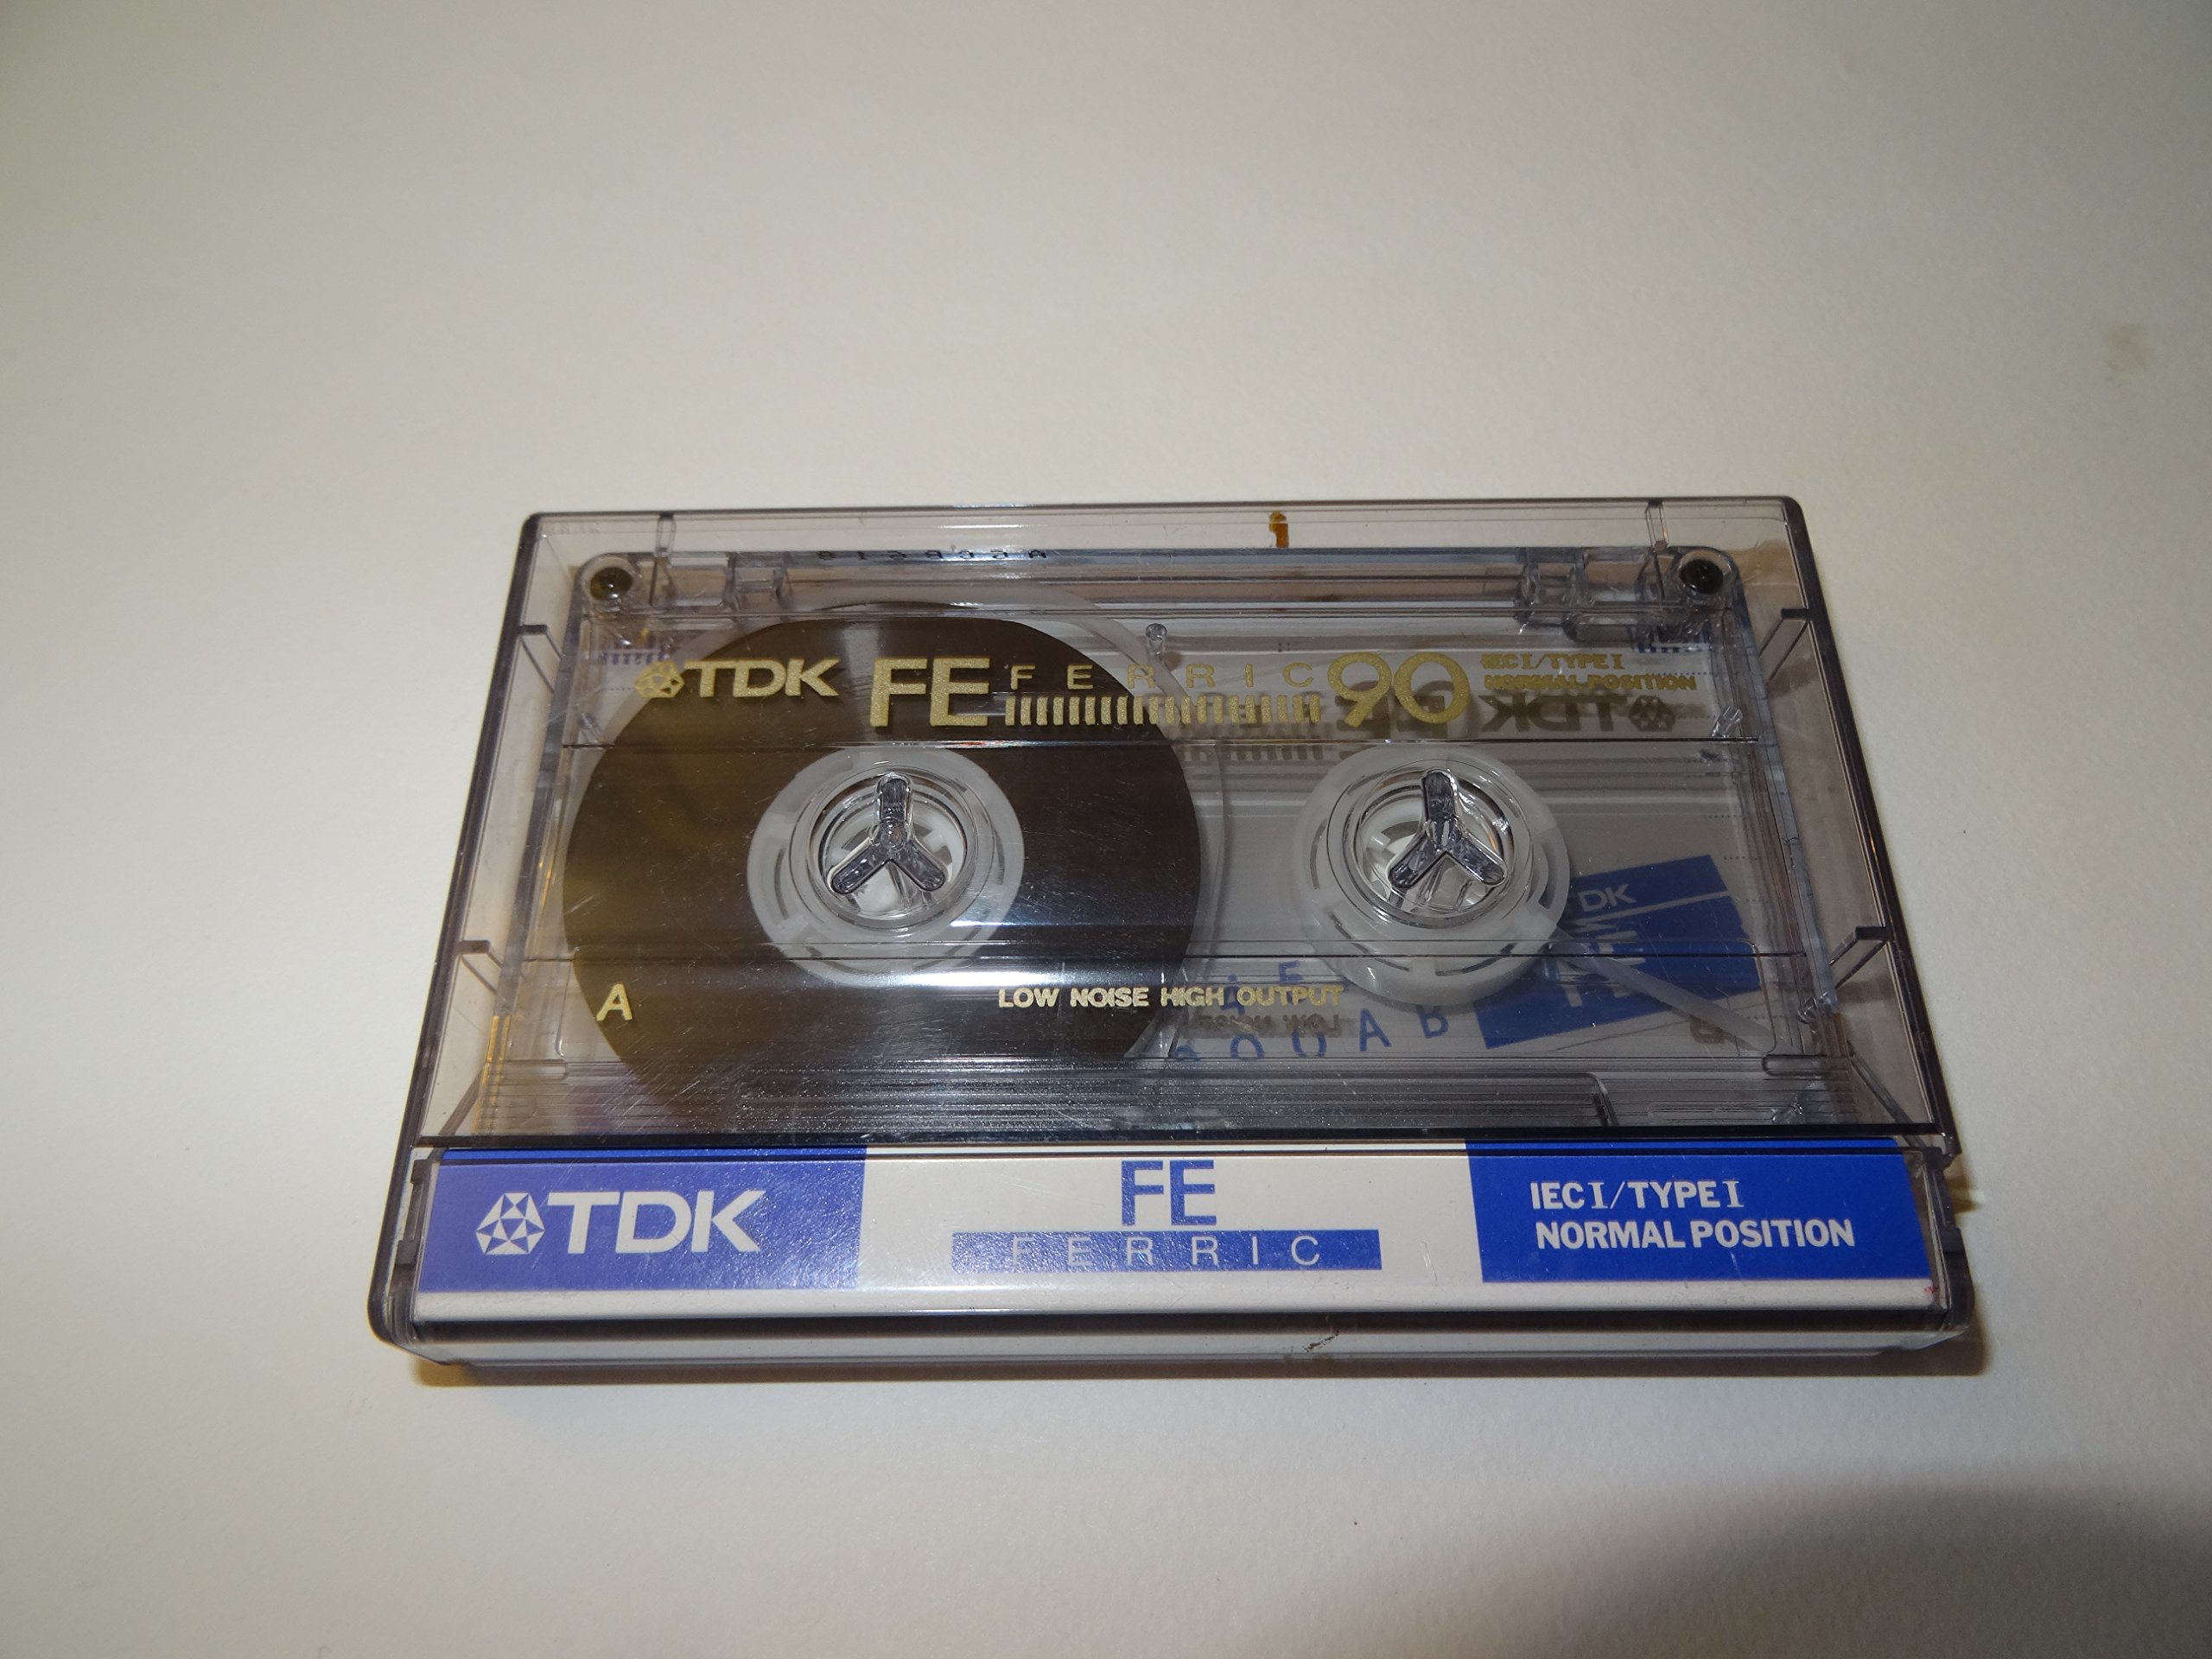 TDK FE FERRIC 90 IEC I/TYPE I
NORMAL POSITION
A
LOW NOISE HIGH OUTPUT
TDK
TDK
FE
FERRIC
IEC I/TYPE I
NORMAL POSITION